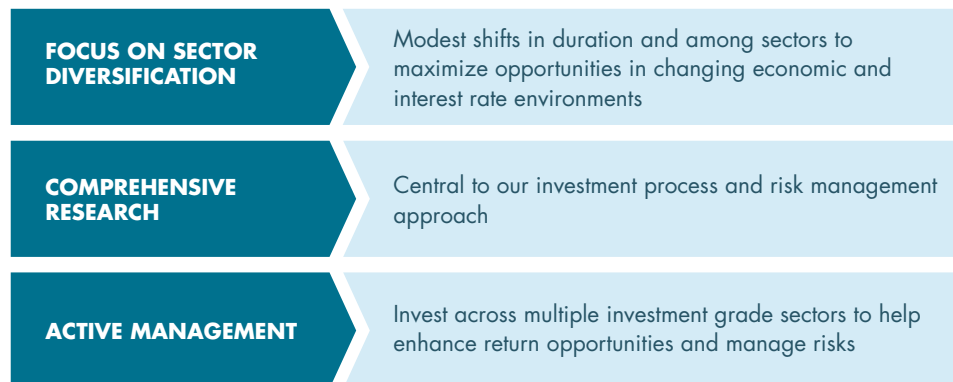 FOCUS ON SECTOR
DIVERSIFICATION
Modest shifts in duration and among sectors to
maximize opportunities in changing economic and
interest rate environments
COMPREHENSIVE
RESEARCH
Central to our investment process and risk management
approach
ACTIVE MANAGEMENT
Invest across multiple investment grade sectors to help
enhance return opportunities and manage risks